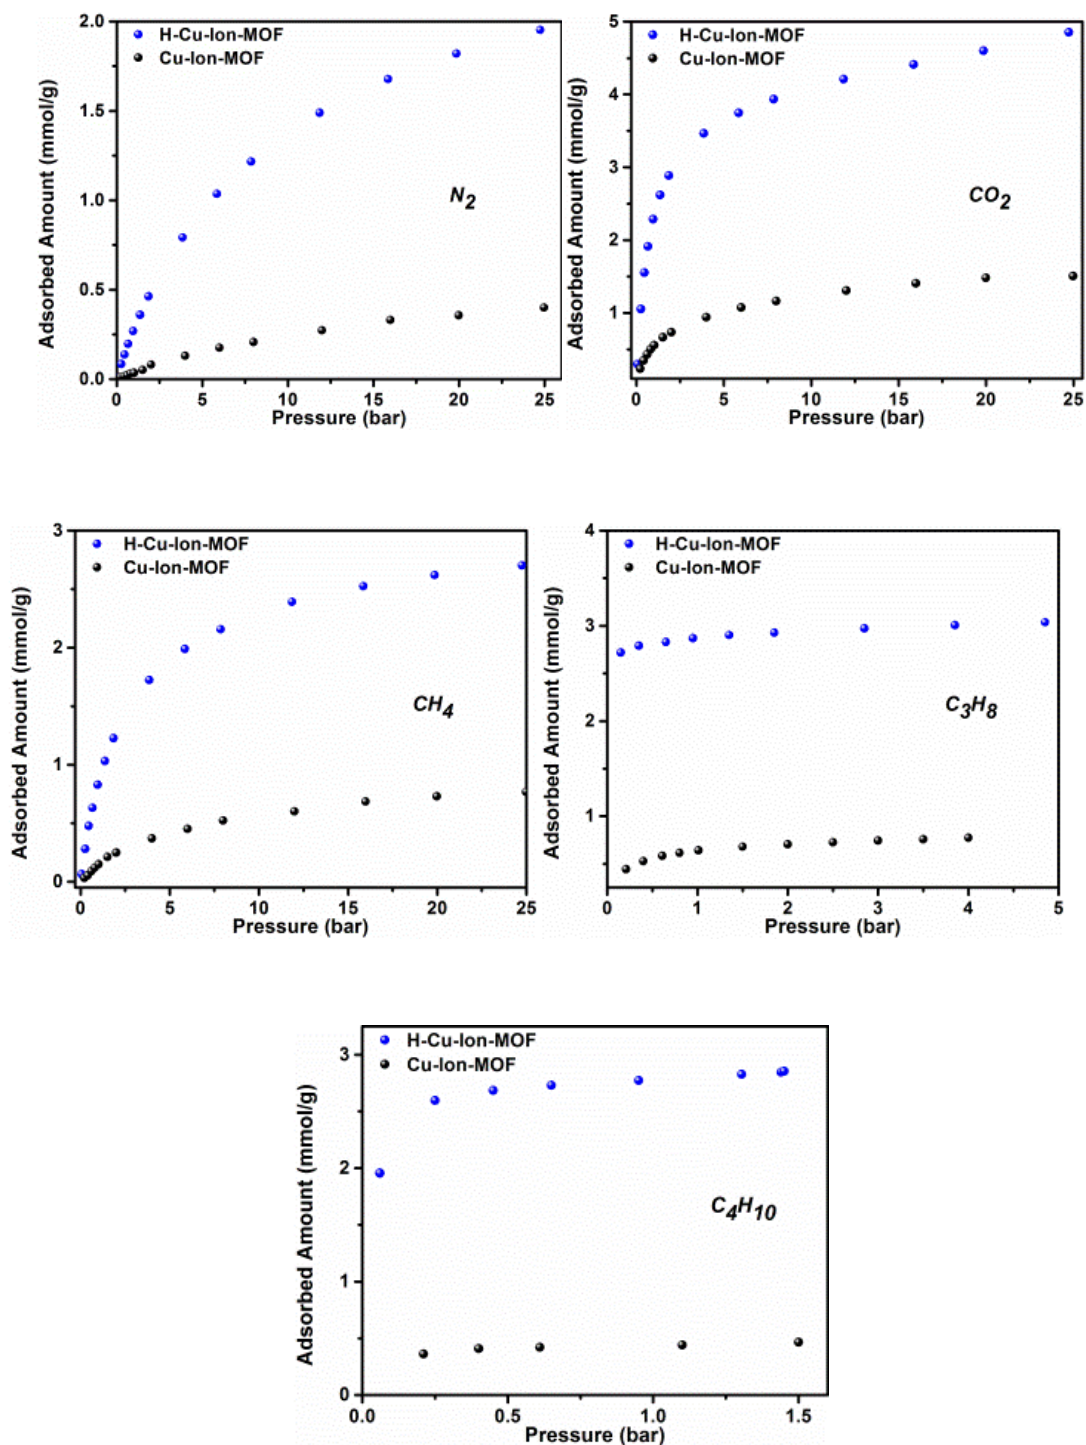 H-Cu-Ion-MOF
Cu-Ion-MOF
N2
Adsorbed Amount (mmol/g)
2.0
1.5
1.0
0.5
0.0
0 5 10 15 20 25
Pressure (bar)
H-Cu-Ion-MOF
Cu-Ion-MOF
CO2
Adsorbed Amount (mmol/g)
5
4
3
2
1
0 5 10 15 20 25
Pressure (bar)
H-Cu-Ion-MOF
Cu-Ion-MOF
CH4
Adsorbed Amount (mmol/g)
3
2
1
0
0 5 10 15 20 25
Pressure (bar)
H-Cu-Ion-MOF
Cu-Ion-MOF
C3H8
Adsorbed Amount (mmol/g)
4
3
2
1
0 1 2 3 4 5
Pressure (bar)
H-Cu-Ion-MOF
Cu-Ion-MOF
C4H10
Adsorbed Amount (mmol/g)
3
2
1
0
0.0 0.5 1.0 1.5
Pressure (bar)